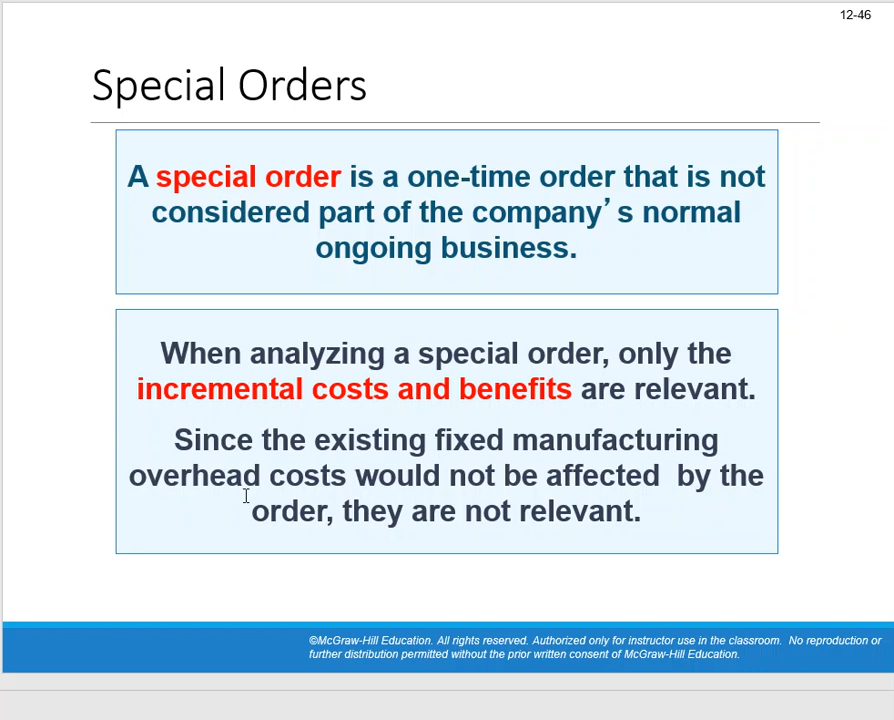 12-46
Special Orders
A special order is a one-time order that is not
considered part of the company’s normal
ongoing business.
When analyzing a special order, only the
incremental costs and benefits are relevant.
Since the existing fixed manufacturing
overhead costs would not be affected  by the
order, they are not relevant.
©McGraw-Hill Education. All rights reserved. Authorized only for instructor use in the classroom.  No reproduction or
further distribution permitted without the prior written consent of McGraw-Hill Education.